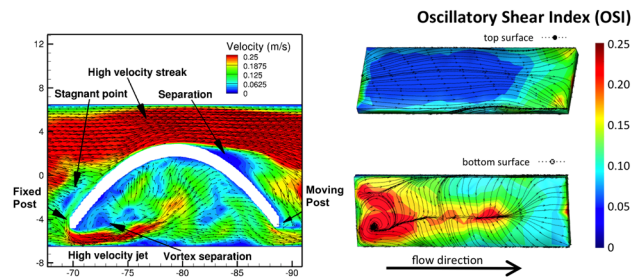 Oscillatory Shear Index (OSI)
12
8
4
0
-4
-8
-70
-75
-80
-85
-90
Velocity (m/s)
0.25
0.1875
0.125
0.0625
High velocity streak
Stagnant point
Separation
Fixed
Post
Moving
Post
High velocity jet
Vortex separation
top surface
bottom surface
flow direction
0.25
0.20
0.15
0.10
0.05
0